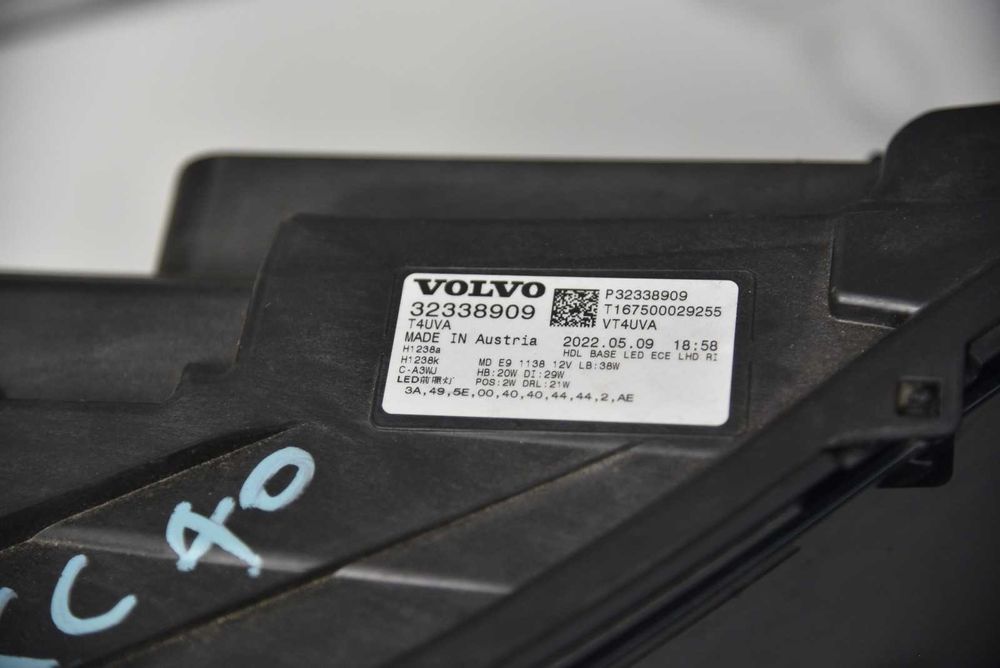 VOLVO
32338909
T4UVA
P32338909
T167500029255
VT4UVA
MADE IN Austria 2022.05.09 18:58
HDL BASE LED ECE LHD RI
H1238a
H1238k
C-A3WJ
LED前照灯
MD E9 1138 12V LB:38W
HB:20W DI:29W
POS:2W DRL:21W
3A,49,5E,00,40,40,44,44,2,AE
C40